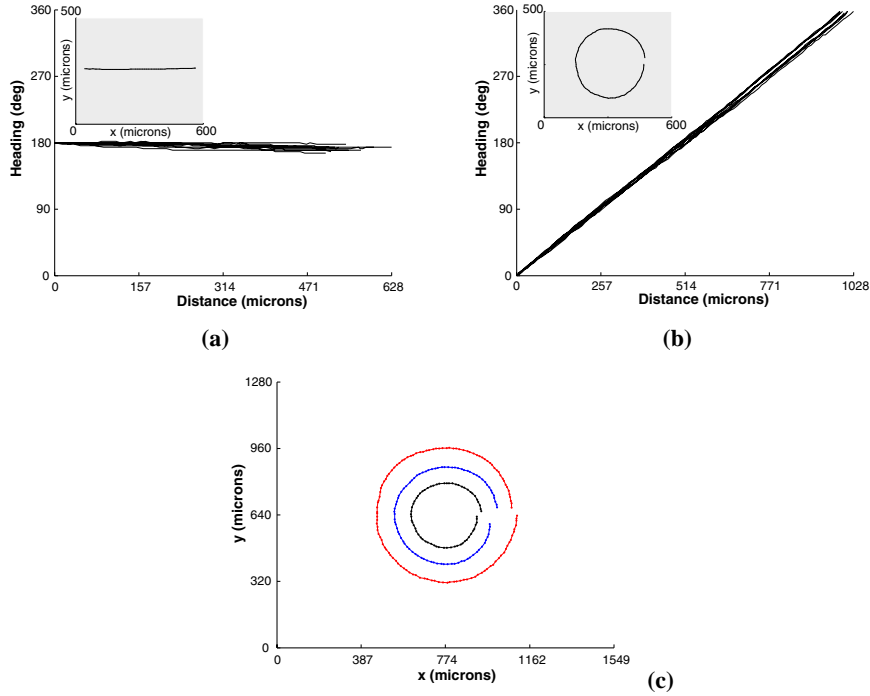 360
270
180
90
0
Heading (deg)
0
157
314
471
628
Distance (microns)
500
y (microns)
0
x (microns)
600
(a)
360
270
180
90
0
Heading (deg)
0
257
514
771
1028
Distance (microns)
500
y (microns)
0
x (microns)
600
(b)
1280
960
640
320
0
y (microns)
0
387
774
1162
1549
x (microns)
(c)